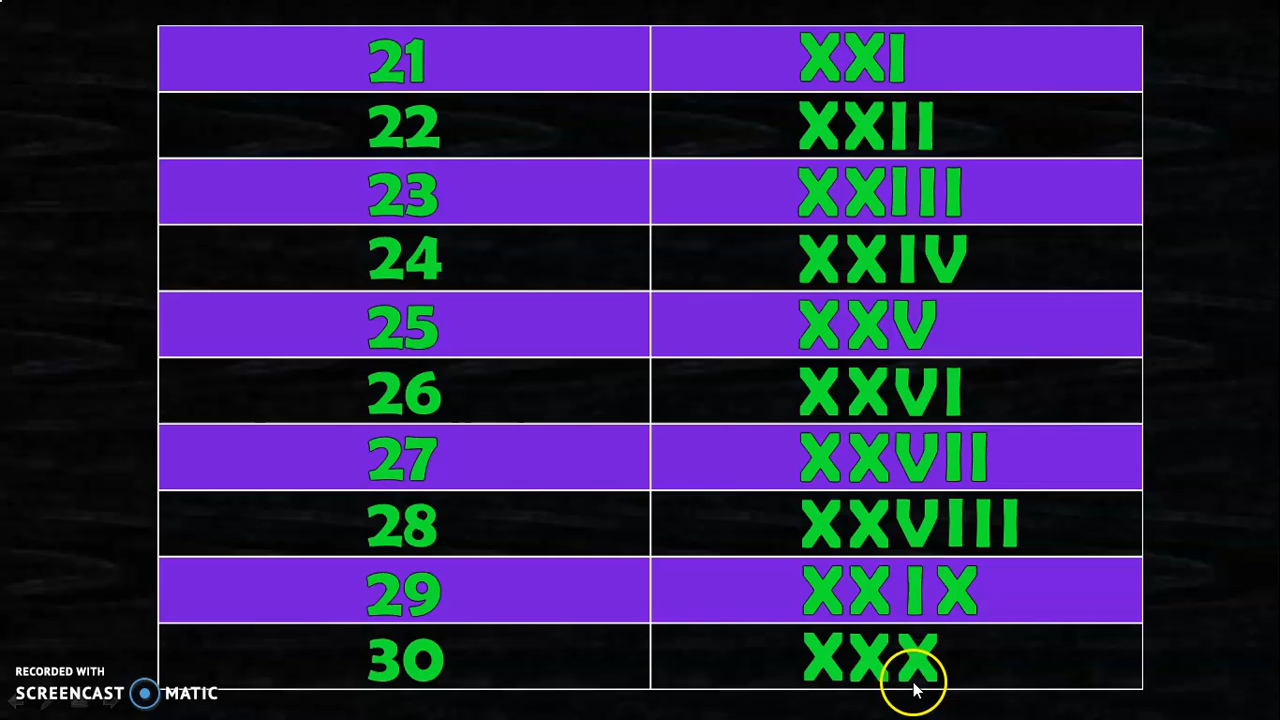 21 XXI
22 XXII
23 XXIII
24 XXIV
25 XXV
26 XXVI
27 XXVII
28 XXVIII
29 XXIX
30 XXX
RECORDED WITH
SCREENCAST MATIC